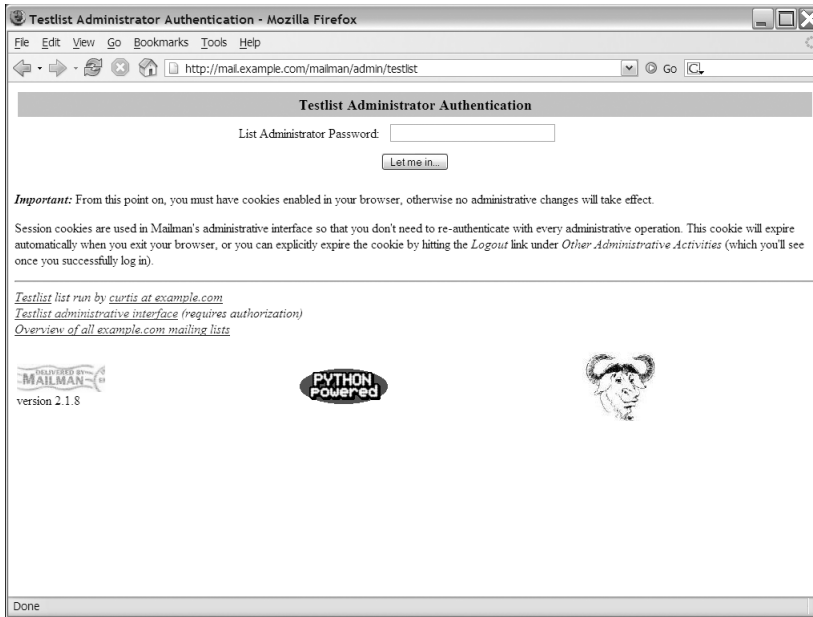 Testlist Administrator Authentication - Mozilla Firefox
File Edit View Go Bookmarks Tools Help
http://mail.example.com/mailman/admin/testlist Go
Testlist Administrator Authentication
List Administrator Password:
Let me in...
Important: From this point on, you must have cookies enabled in your browser, otherwise no administrative changes will take effect.
Session cookies are used in Mailman's administrative interface so that you don't need to re-authenticate with every administrative operation. This cookie will expire
automatically when you exit your browser, or you can explicitly expire the cookie by hitting the Logout link under Other Administrative Activities (which you'll see
once you successfully log in).
Testlist list run by curtis at example.com
Testlist administrative interface (requires authorization)
Overview of all example.com mailing lists
DELIVERED BY
MAILMAN
PYTHON
Powered
version 2.1.8
Done